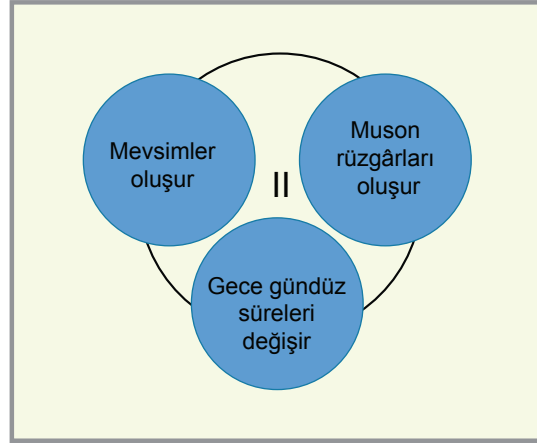 Mevsimler
oluşur
Muson
rüzgârları
oluşur
II
Gece gündüz
süreleri
değişir